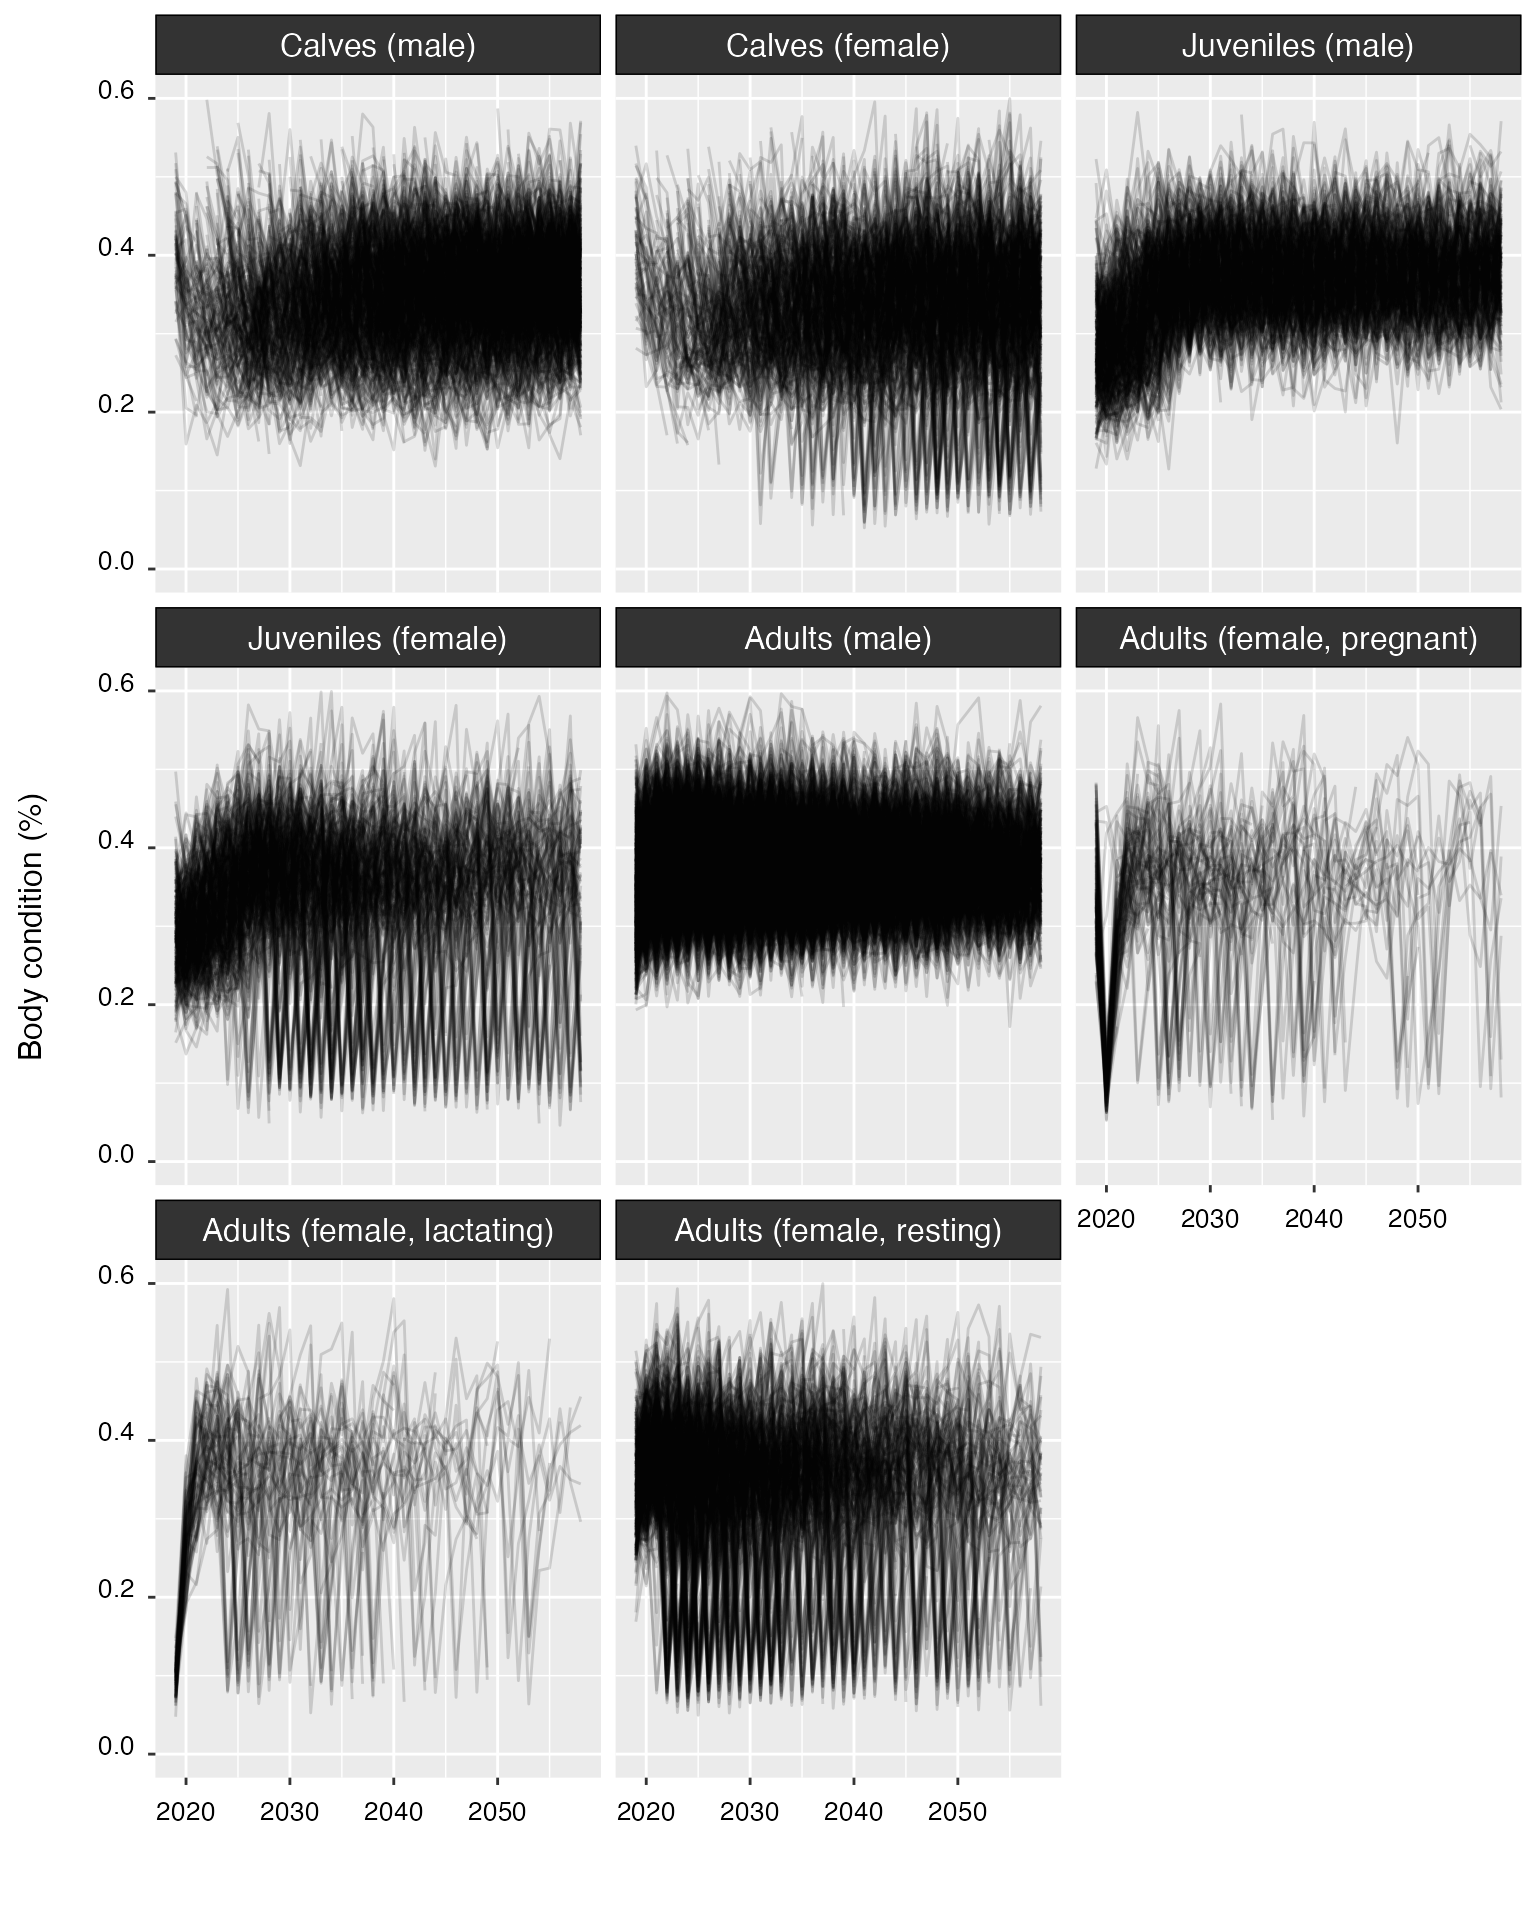 Calves (male)
Calves (female)
Juveniles (male)
0.6
0.4
0.2
0.0
Juveniles (female)
Adults (male)
Adults (female, pregnant)
0.6
0.4
0.2
0.0
2020 2030 2040 2050
Adults (female, lactating)
Adults (female, resting)
0.6
0.4
0.2
0.0
2020 2030 2040 2050
2020 2030 2040 2050
Body condition (%)